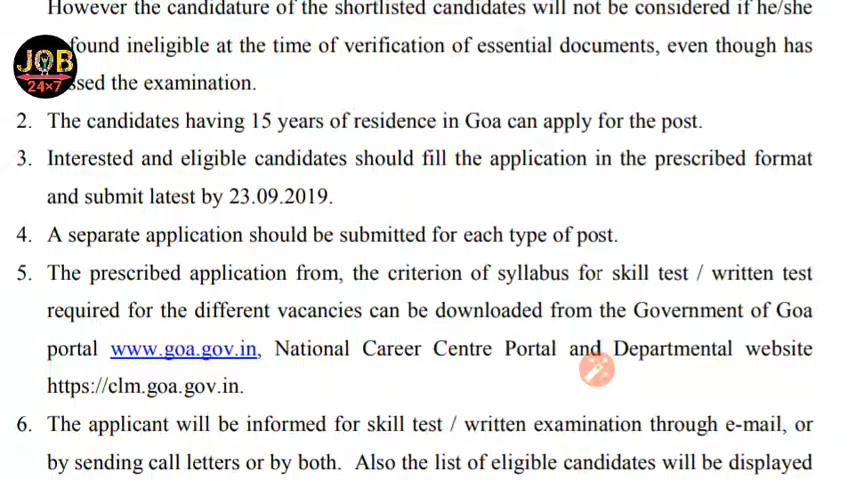 However the candidature of the shortlisted candidates will not be considered if he/she
found ineligible at the time of verification of essential documents, even though has
JOB
24×7
ssed the examination.
2. The candidates having 15 years of residence in Goa can apply for the post.
3. Interested and eligible candidates should fill the application in the prescribed format
and submit latest by 23.09.2019.
4. A separate application should be submitted for each type of post.
5. The prescribed application from, the criterion of syllabus for skill test / written test
required for the different vacancies can be downloaded from the Government of Goa
portal www.goa.gov.in, National Career Centre Portal and Departmental website
https://clm.goa.gov.in.
6. The applicant will be informed for skill test / written examination through e-mail, or
by sending call letters or by both. Also the list of eligible candidates will be displayed